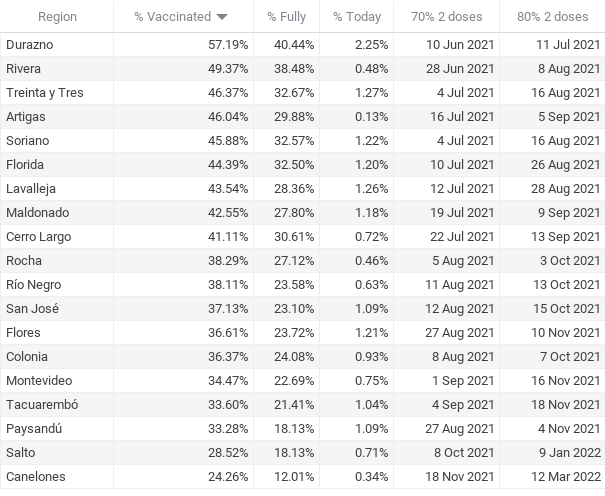 Region % Vaccinated % Fully % Today 70% 2 doses 80% 2 doses
Durazno 57.19% 40.44% 2.25% 10 Jun 2021 11 Jul 2021
Rivera 49.37% 38.48% 0.48% 28 Jun 2021 8 Aug 2021
Treinta y Tres 46.37% 32.67% 1.27% 4 Jul 2021 16 Aug 2021
Artigas 46.04% 29.88% 0.13% 16 Jul 2021 5 Sep 2021
Soriano 45.88% 32.57% 1.22% 4 Jul 2021 16 Aug 2021
Florida 44.39% 32.50% 1.20% 10 Jul 2021 26 Aug 2021
Lavalleja 43.54% 28.36% 1.26% 12 Jul 2021 28 Aug 2021
Maldonado 42.55% 27.80% 1.18% 19 Jul 2021 9 Sep 2021
Cerro Largo 41.11% 30.61% 0.72% 22 Jul 2021 13 Sep 2021
Rocha 38.29% 27.12% 0.46% 5 Aug 2021 3 Oct 2021
Río Negro 38.11% 23.58% 0.63% 11 Aug 2021 13 Oct 2021
San José 37.13% 23.10% 1.09% 12 Aug 2021 15 Oct 2021
Flores 36.61% 23.72% 1.21% 27 Aug 2021 10 Nov 2021
Colonia 36.37% 24.08% 0.93% 8 Aug 2021 7 Oct 2021
Montevideo 34.47% 22.69% 0.75% 1 Sep 2021 16 Nov 2021
Tacuarembó 33.60% 21.41% 1.04% 4 Sep 2021 18 Nov 2021
Paysandú 33.28% 18.13% 1.09% 27 Aug 2021 4 Nov 2021
Salto 28.52% 18.13% 0.71% 8 Oct 2021 9 Jan 2022
Canelones 24.26% 12.01% 0.34% 18 Nov 2021 12 Mar 2022